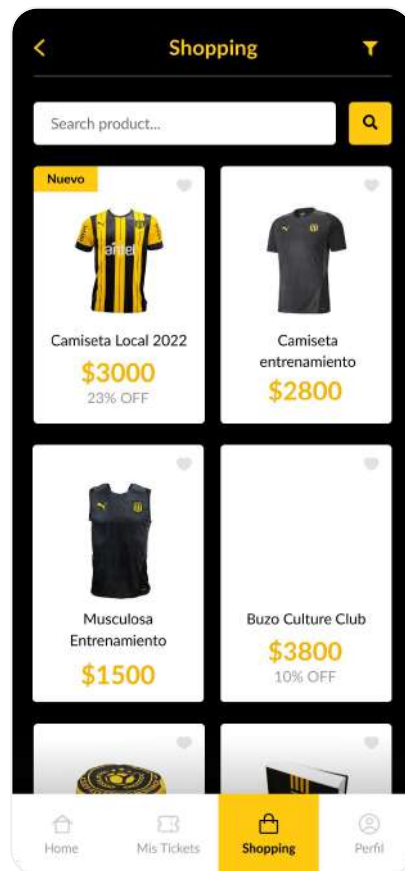 Shopping
Search product...
Nuevo
antel
Camiseta Local 2022
$3000
23% OFF
Camiseta
entrenamiento
$2800
Musculosa
Entrenamiento
$1500
Buzo Culture Club
$3800
10% OFF
Home
Mis Tickets
Shopping
Perfil